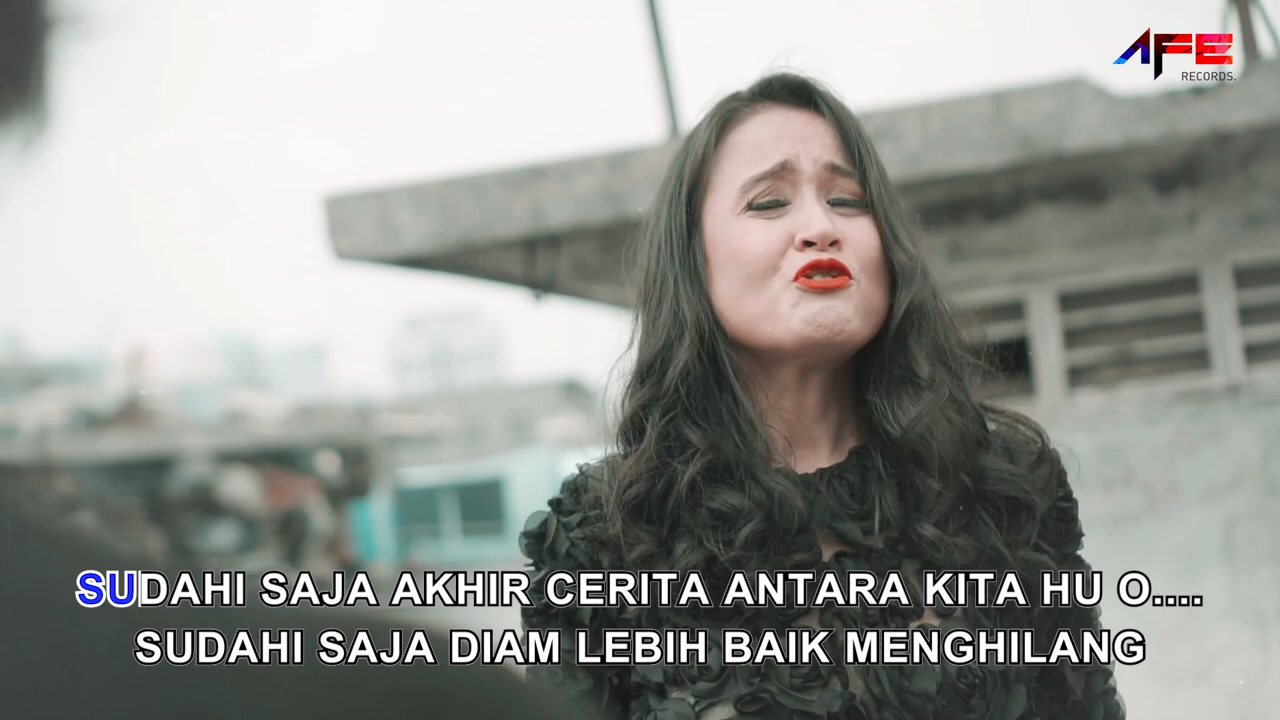 AFE
RECORDS.
SUDAHI SAJA AKHIR CERITA ANTARA KITA HU O....
SUDAHI SAJA DIAM LEBIH BAIK MENGHILANG